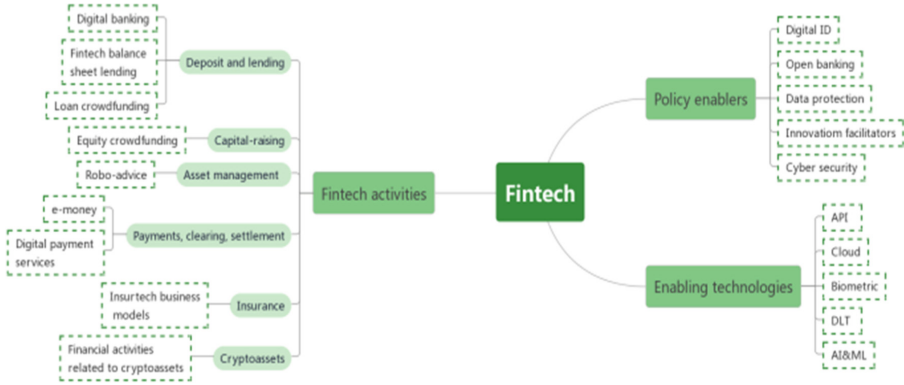 Digital banking
Fintech balance
sheet lending
Loan crowdfunding
Deposit and lending
Equity crowdfunding
Capital-raising
Robo-advice
Asset management
e-money
Digital payment
services
Payments, clearing, settlement
Insurtech business
models
Insurance
Financial activities
related to cryptoassets
Cryptoassets
Fintech activities
Fintech
Policy enablers
Digital ID
Open banking
Data protection
Innovatiom facilitators
Cyber security
Enabling technologies
API
Cloud
Biometric
DLT
AI&ML